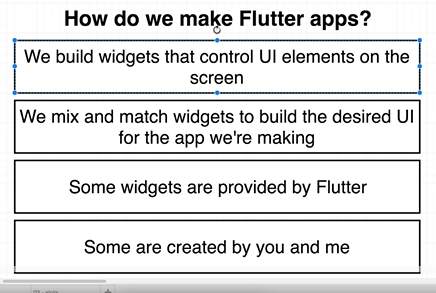 How do we make Flutter apps?
We build widgets that control UI elements on the
screen
We mix and match widgets to build the desired UI
for the app we're making
Some widgets are provided by Flutter
Some are created by you and me